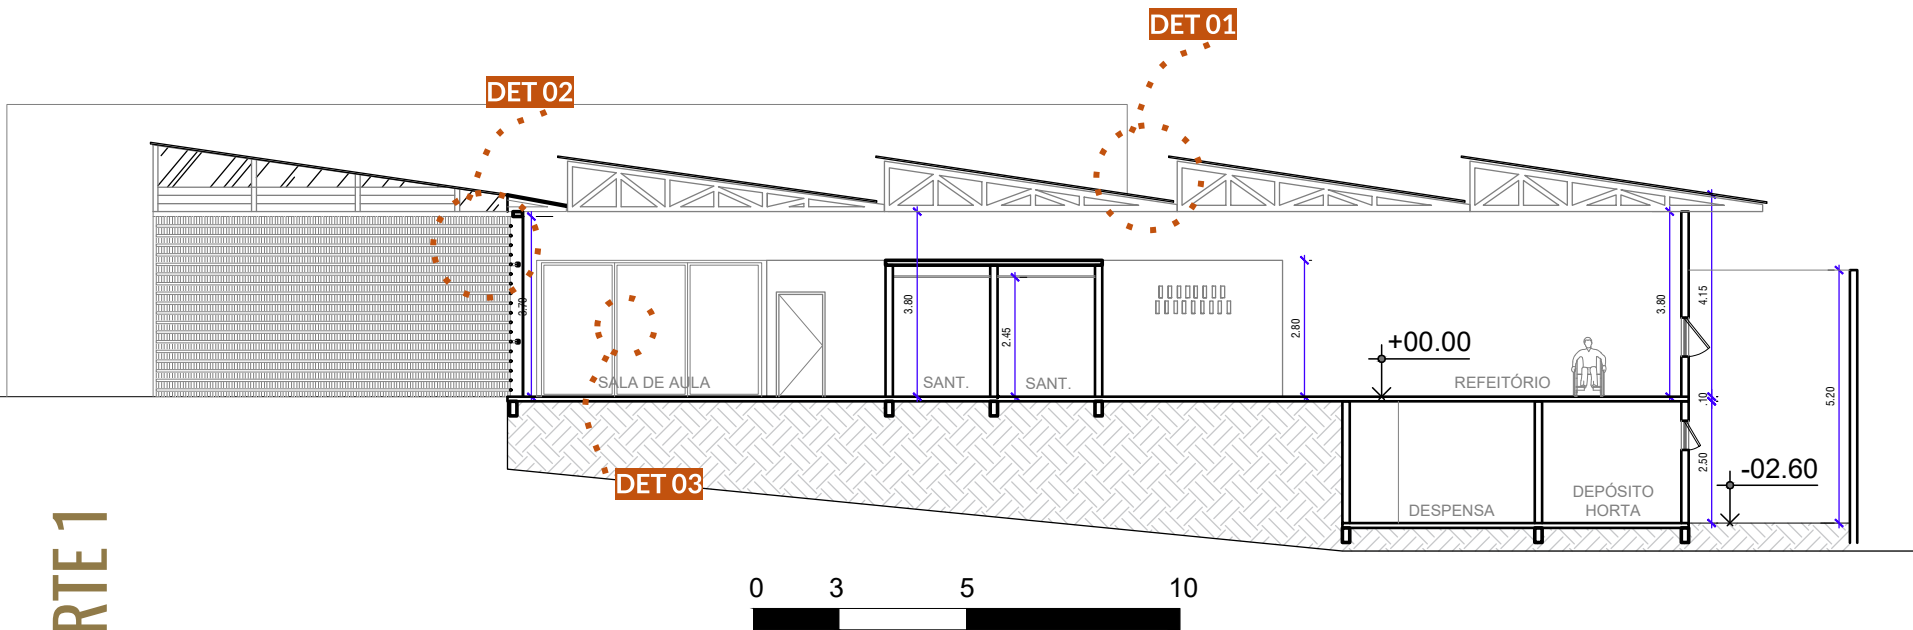 DET 01
DET 02
3.70
3.80
2.45
2.80
3.80
4.15
+00.00
SALA DE AULA
SANT.
SANT.
REFEITÓRIO
.10
5.20
2.50
-02.60
DET 03
DESPENSA
DEPÓSITO
HORTA
RTE 1
0 3 5 10